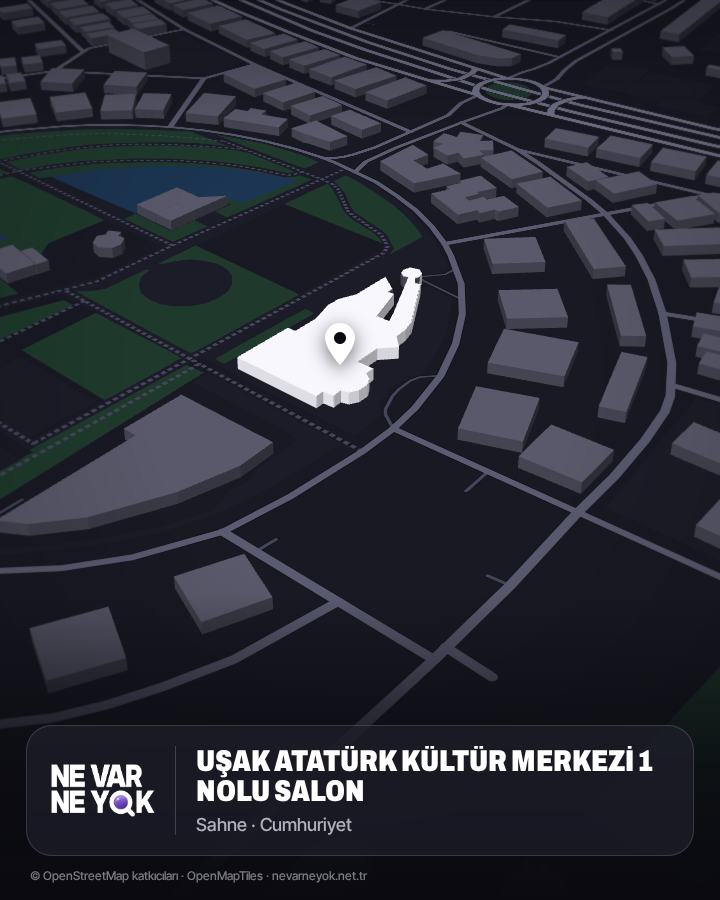 NE VAR
NE YOK
UŞAK ATATÜRK KÜLTÜR MERKEZİ 1
NOLU SALON
Sahne · Cumhuriyet
© OpenStreetMap katkıcıları · OpenMapTiles · nevarneyok.net.tr